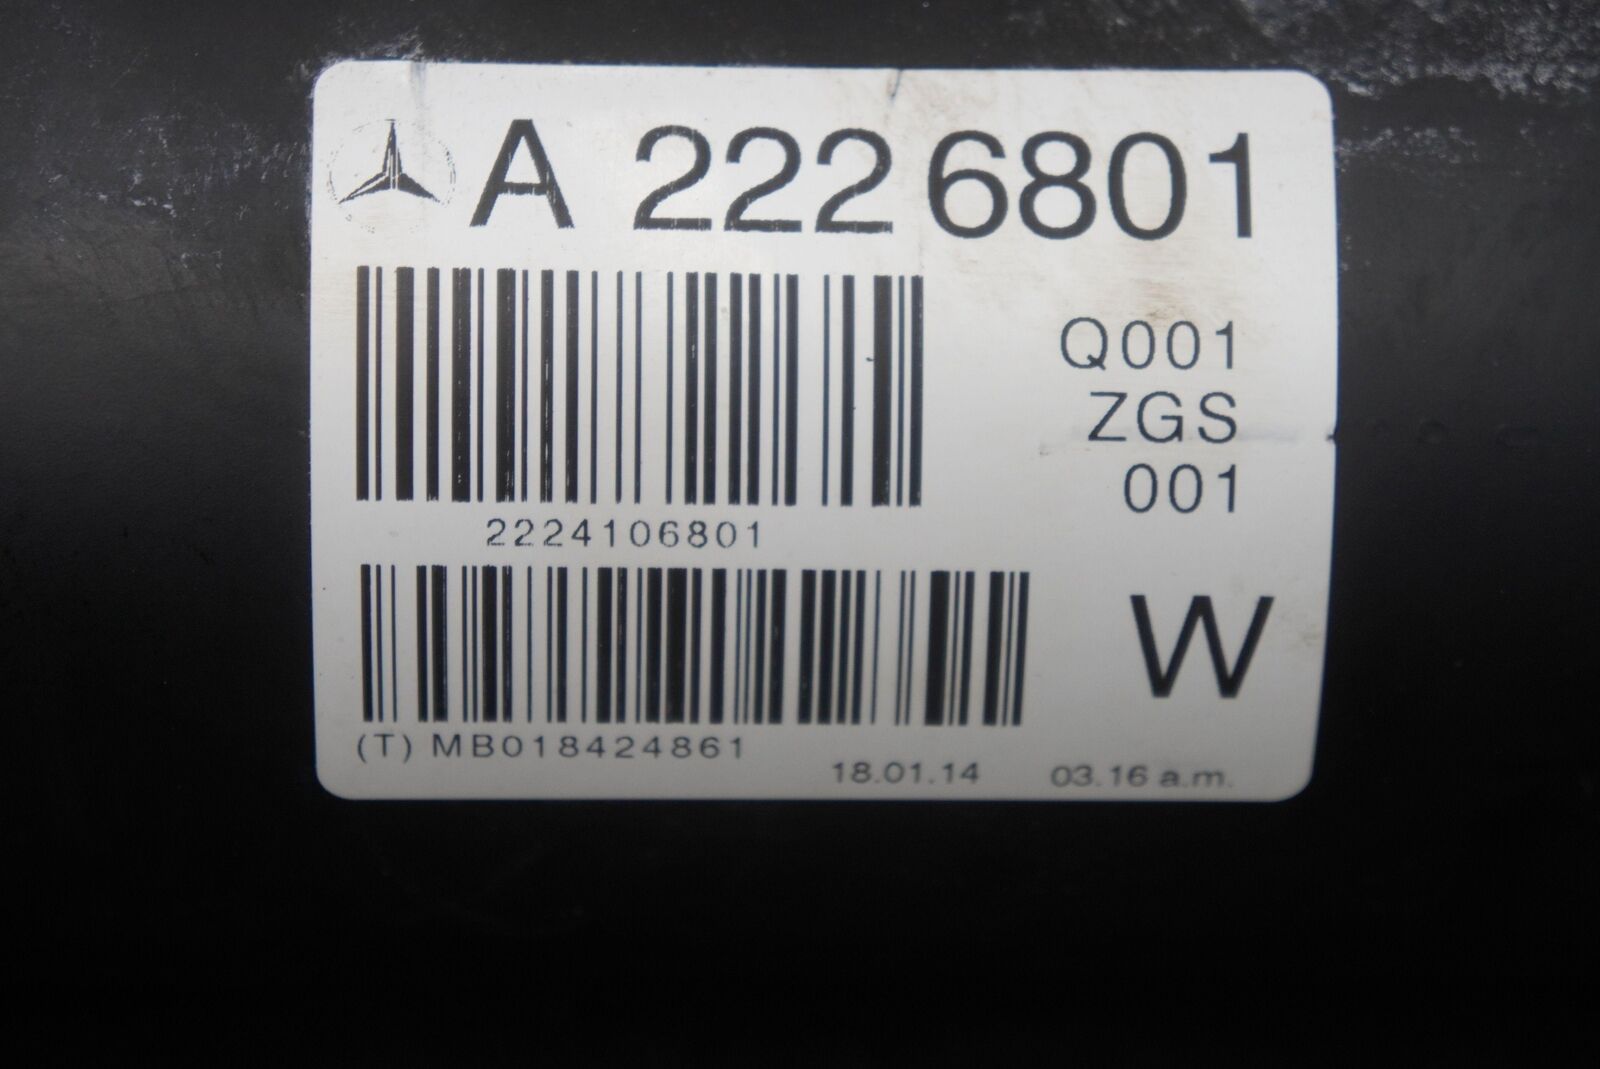 A 222 6801
Q001
ZGS
001
2224106801
W
(T) MB018424861
18.01.14 03.16 a.m.